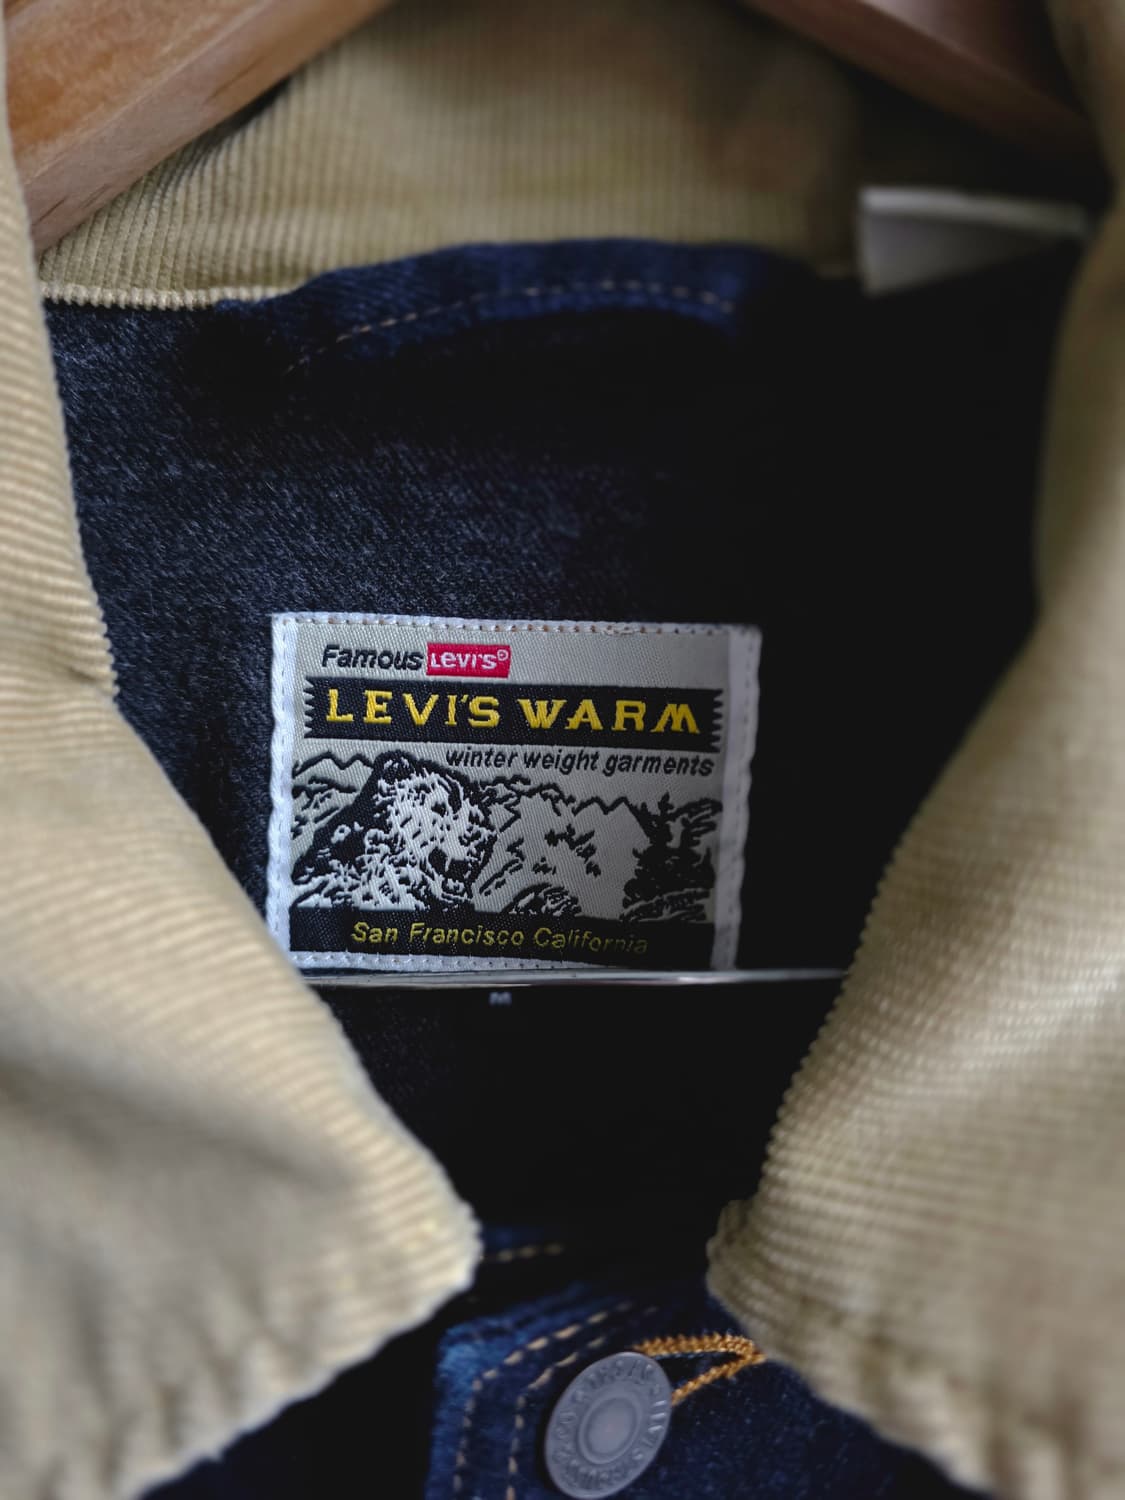 Famous Levi's
LEVI'S WARM
winter weight garments
San Francisco California
M